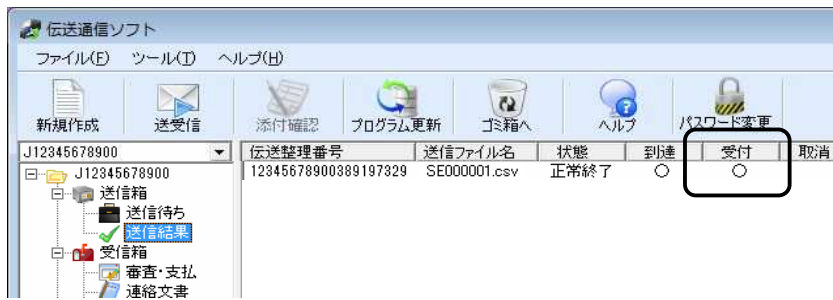 伝送通信ソフト
ファイル(F) ツール(T) ヘルプ(H)
新規作成 送受信 添付確認 プログラム更新 ゴミ箱へ ヘルプ パスワード変更
J12345678900
伝送整理番号 送信ファイル名 状態 到達 受付 取消
12345678900389197329 SE000001.csv 正常終了 ○ ○
J12345678900
送信箱
送信待ち
送信結果
受信箱
審査・支払
連絡文書